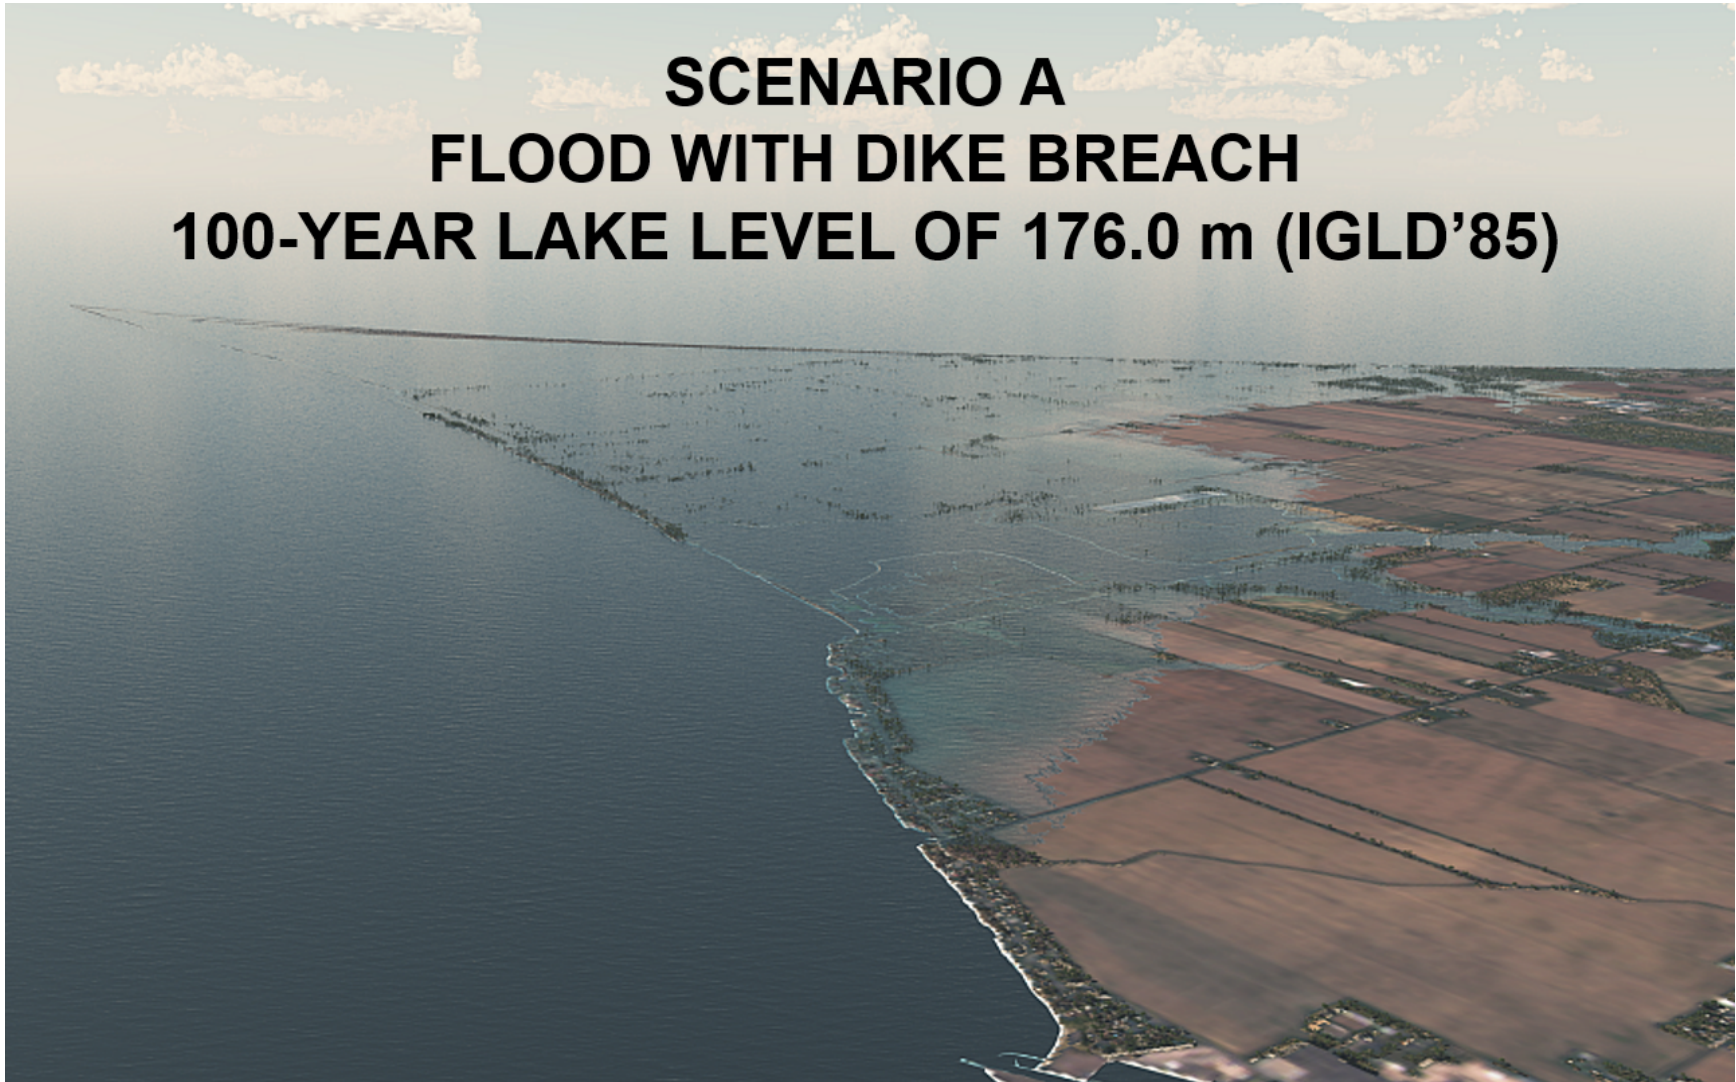 SCENARIO A
FLOOD WITH DIKE BREACH
100-YEAR LAKE LEVEL OF 176.0 m (IGLD’85)